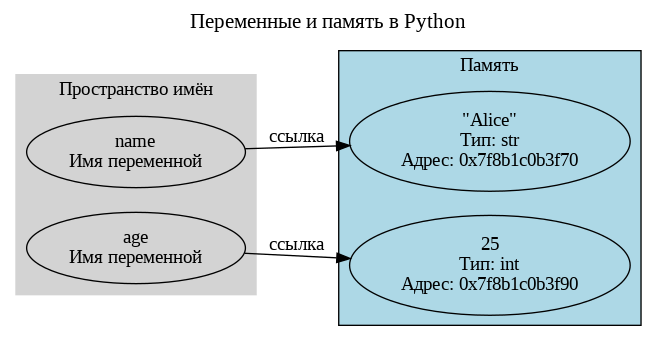 Переменные и память в Python
Пространство имён
name
Имя переменной
age
Имя переменной
ссылка
ссылка
Память
"Alice"
Тип: str
Адрес: 0x7f8b1c0b3f70
25
Тип: int
Адрес: 0x7f8b1c0b3f90